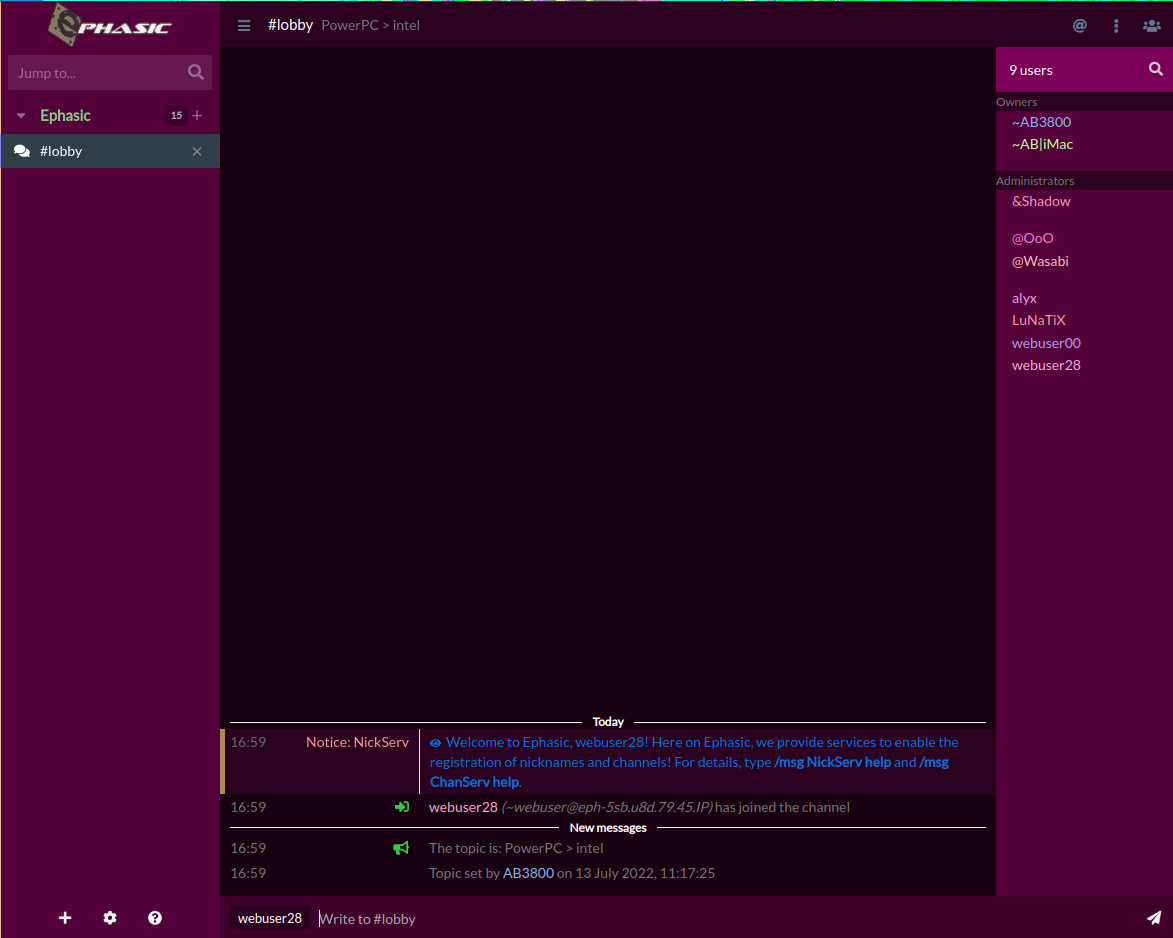 EPHASIC
#lobby PowerPC > intel
Jump to...
Ephasic 15
#lobby
9 users
Owners
~AB3800
~AB|iMac
Administrators
&Shadow
@OoO
@Wasabi
alyx
LuNaTiX
webuser00
webuser28
Today
16:59 Notice: NickServ Welcome to Ephasic, webuser28! Here on Ephasic, we provide services to enable the
registration of nicknames and channels! For details, type /msg NickServ help and /msg
ChanServ help.
16:59 webuser28 (~webuser@eph-5sb.u8d.79.45.IP) has joined the channel
New messages
16:59 The topic is: PowerPC > intel
16:59 Topic set by AB3800 on 13 July 2022, 11:17:25
webuser28 Write to #lobby